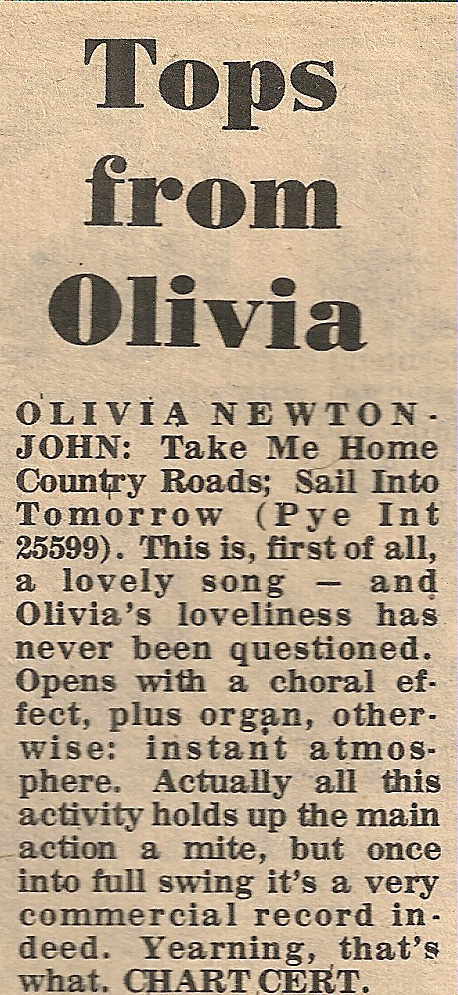 Tops
from
Olivia
OLIVIA NEWTON-
JOHN: Take Me Home
Country Roads; Sail Into
Tomorrow (Pye Int
25599). This is, first of all,
a lovely song — and
Olivia's loveliness has
never been questioned.
Opens with a choral ef-
fect, plus organ, other-
wise: instant atmos-
phere. Actually all this
activity holds up the main
action a mite, but once
into full swing it's a very
commercial record in-
deed. Yearning, that's
what. CHART CERT.